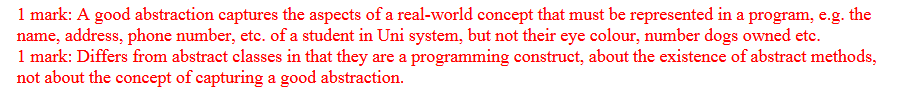 1 mark: A good abstraction captures the aspects of a real-world concept that must be represented in a program, e.g. the
name, address, phone number, etc. of a student in Uni system, but not their eye colour, number dogs owned etc.
1 mark: Differs from abstract classes in that they are a programming construct, about the existence of abstract methods,
not about the concept of capturing a good abstraction.